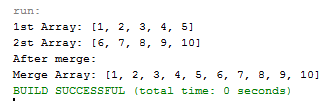 run:
1st Array: [1, 2, 3, 4, 5]
2st Array: [6, 7, 8, 9, 10]
After merge:
Merge Array: [1, 2, 3, 4, 5, 6, 7, 8, 9, 10]
BUILD SUCCESSFUL (total time: 0 seconds)